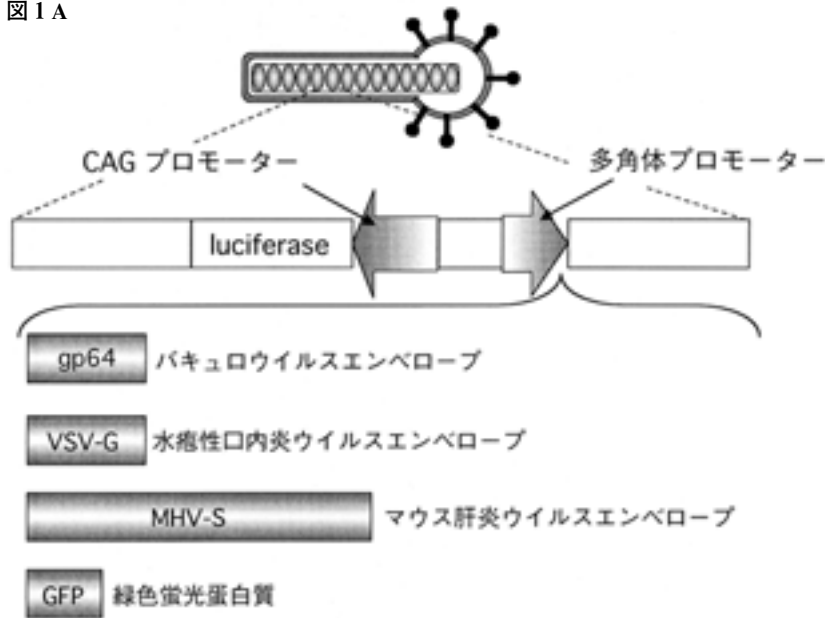 図 1 A
CAG プロモーター
多角体プロモーター
luciferase
gp64 バキュロウイルスエンベロープ
VSV-G 水疱性口内炎ウイルスエンベロープ
MHV-S マウス肝炎ウイルスエンベロープ
GFP 緑色蛍光蛋白質